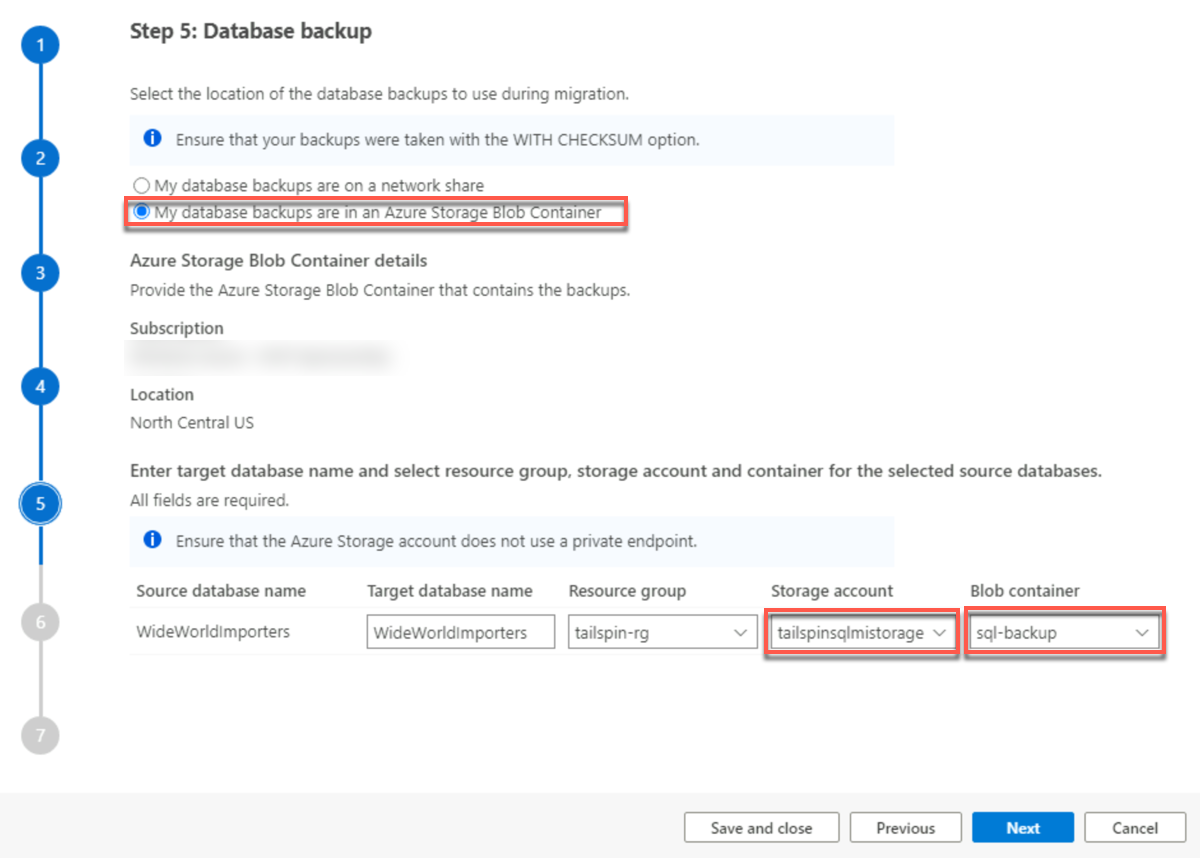 1
Step 5: Database backup
Select the location of the database backups to use during migration.
Ensure that your backups were taken with the WITH CHECKSUM option.
2
My database backups are on a network share
My database backups are in an Azure Storage Blob Container
Azure Storage Blob Container details
3
Provide the Azure Storage Blob Container that contains the backups.
Subscription
4
Location
North Central US
Enter target database name and select resource group, storage account and container for the selected source databases.
5
All fields are required.
Ensure that the Azure Storage account does not use a private endpoint.
Source database name Target database name Resource group Storage account Blob container
6
WideWorldImporters WideWorldImporters tailspin-rg tailspinsqlmistorage sql-backup
7
Save and close Previous Next Cancel